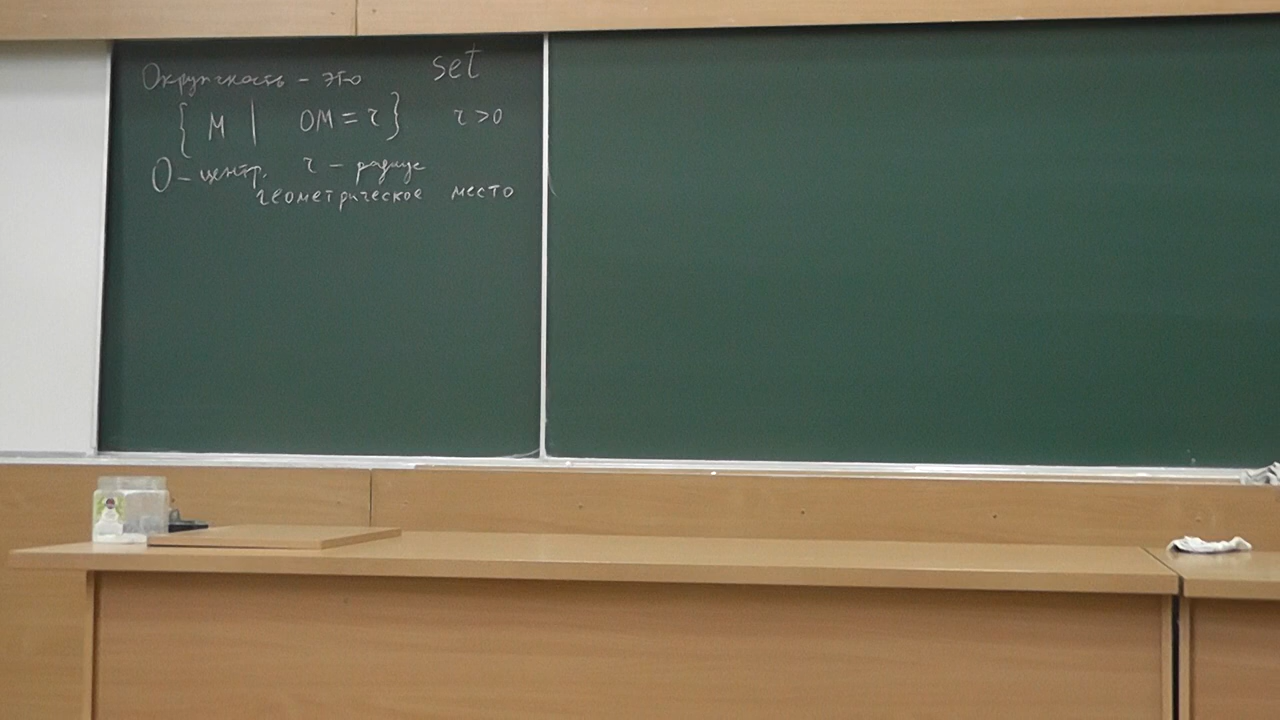 Окружность – это set
{ M | OM = r } r > 0
O – центр. r – радиус
геометрическое место